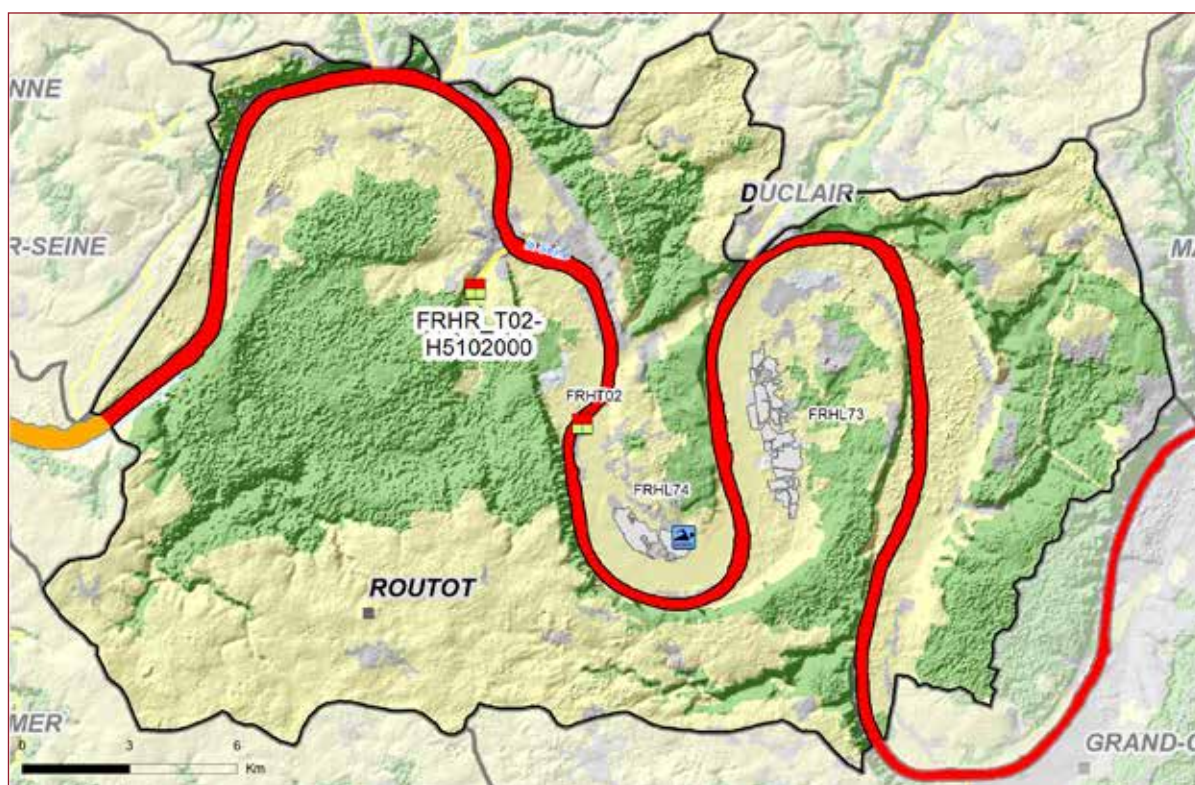 NNE
DUCLAIR
R-SEINE
MA
FRHR_T02-
H5102000
FRHT02
FRHL73
FRHL74
ROUTOT
MER
GRAND-C
0 3 6
Km